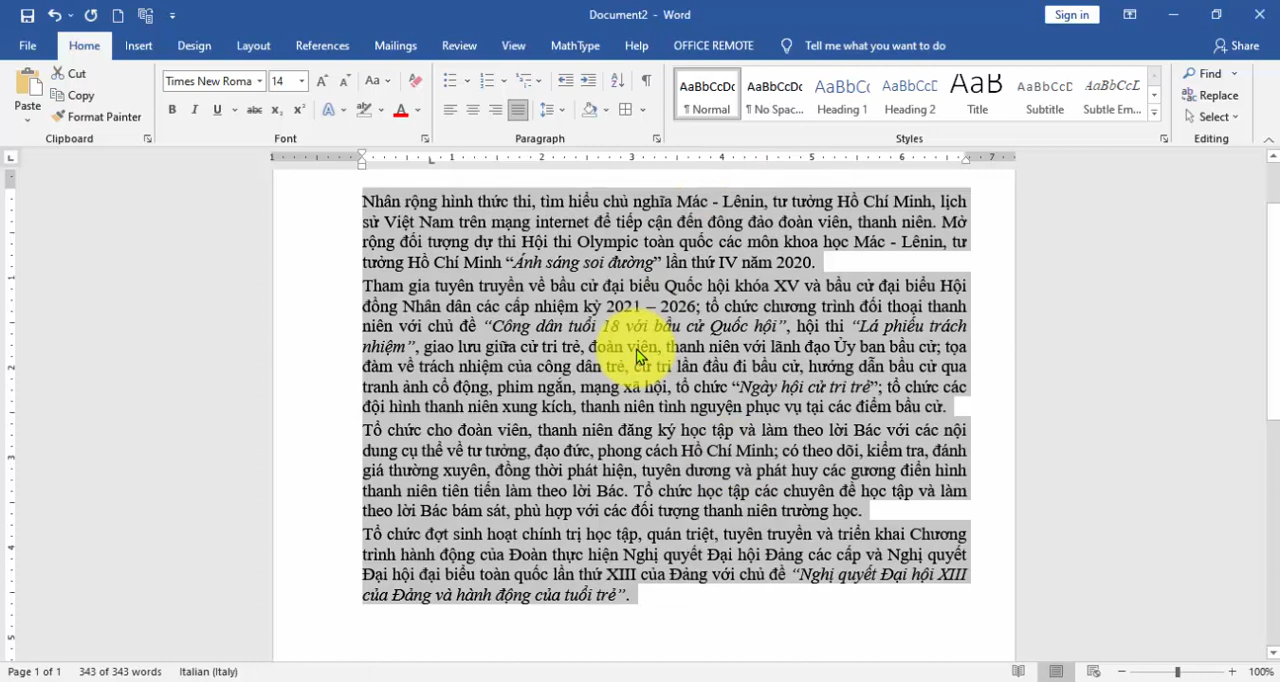 Document2 - Word
Sign in
File Home Insert Design Layout References Mailings Review View MathType Help OFFICE REMOTE Tell me what you want to do Share
Paste
Cut
Copy
Format Painter
Times New Roma 14
Aa
B I U abc x₂ x² A A
AaBbCcDc AaBbCcDc AaBbCc AaBbCcC AaB AaBbCcD AaBbCcDc
¶ Normal ¶ No Spac... Heading 1 Heading 2 Title Subtitle Subtle Em...
Find
Replace
Select
Clipboard Font Paragraph Styles Editing
1 1 2 3 4 5 6 7
Nhân rộng hình thức thi, tìm hiểu chủ nghĩa Mác - Lênin, tư tưởng Hồ Chí Minh, lịch
sử Việt Nam trên mạng internet để tiếp cận đến đông đảo đoàn viên, thanh niên. Mở
rộng đối tượng dự thi Hội thi Olympic toàn quốc các môn khoa học Mác - Lênin, tư
tưởng Hồ Chí Minh “Ánh sáng soi đường” lần thứ IV năm 2020.
Tham gia tuyên truyền về bầu cử đại biểu Quốc hội khóa XV và bầu cử đại biểu Hội
đồng Nhân dân các cấp nhiệm kỳ 2021 – 2026; tổ chức chương trình đối thoại thanh
niên với chủ đề “Công dân tuổi 18 với bầu cử Quốc hội”, hội thi “Lá phiếu trách
nhiệm”, giao lưu giữa cử tri trẻ, đoàn viên, thanh niên với lãnh đạo Ủy ban bầu cử; tọa
đàm về trách nhiệm của công dân trẻ, cử tri lần đầu đi bầu cử, hướng dẫn bầu cử qua
tranh ảnh cổ động, phim ngắn, mạng xã hội, tổ chức “Ngày hội cử tri trẻ”; tổ chức các
đội hình thanh niên xung kích, thanh niên tình nguyện phục vụ tại các điểm bầu cử.
Tổ chức cho đoàn viên, thanh niên đăng ký học tập và làm theo lời Bác với các nội
dung cụ thể về tư tưởng, đạo đức, phong cách Hồ Chí Minh; có theo dõi, kiểm tra, đánh
giá thường xuyên, đồng thời phát hiện, tuyên dương và phát huy các gương điển hình
thanh niên tiên tiến làm theo lời Bác. Tổ chức học tập các chuyên đề học tập và làm
theo lời Bác bám sát, phù hợp với các đối tượng thanh niên trường học.
Tổ chức đợt sinh hoạt chính trị học tập, quán triệt, tuyên truyền và triển khai Chương
trình hành động của Đoàn thực hiện Nghị quyết Đại hội Đảng các cấp và Nghị quyết
Đại hội đại biểu toàn quốc lần thứ XIII của Đảng với chủ đề “Nghị quyết Đại hội XIII
của Đảng và hành động của tuổi trẻ”.
Page 1 of 1 343 of 343 words Italian (Italy) 100%